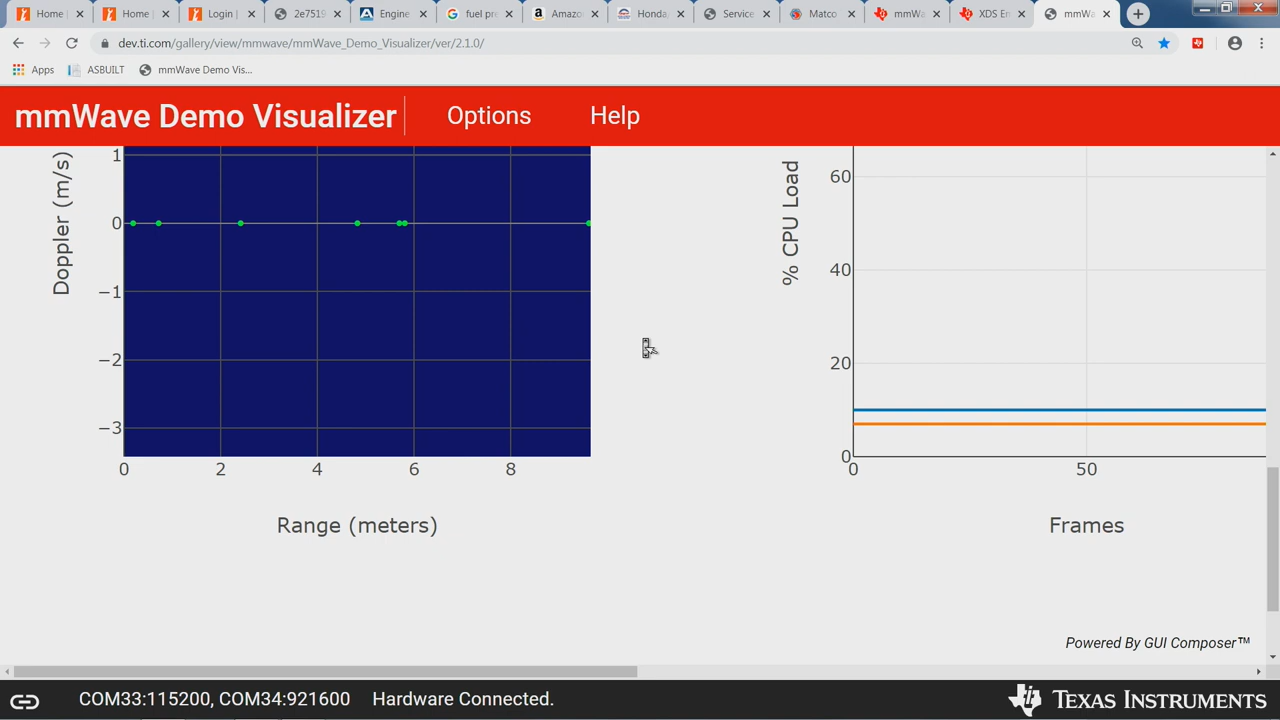 Home |
Home |
Login |
2e7519
Engine
fuel p
Amazo
Honda
Service
Matco
mmW
XDS En
mmWa
dev.ti.com/gallery/view/mmwave/mmWave_Demo_Visualizer/ver/2.1.0/
Apps ASBUILT mmWave Demo Vis...
mmWave Demo Visualizer Options Help
Doppler (m/s)
1
0
−1
−2
−3
0 2 4 6 8
Range (meters)
% CPU Load
60
40
20
0
0 50
Frames
Powered By GUI Composer™
COM33:115200, COM34:921600 Hardware Connected.
TEXAS INSTRUMENTS